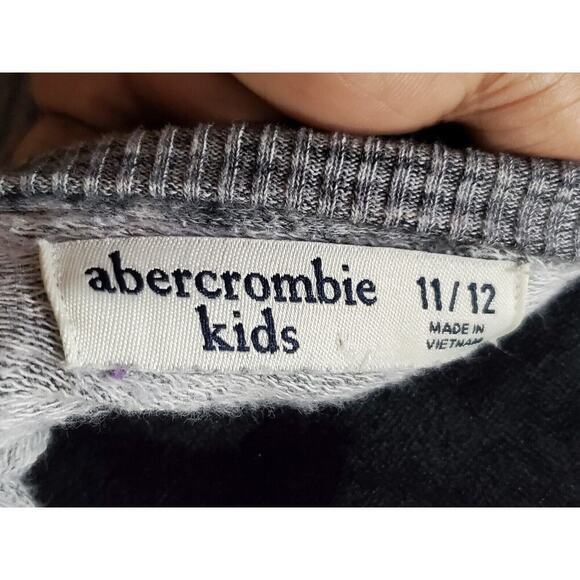 abercrombie
kids
11/12
MADE IN
VIETNAM